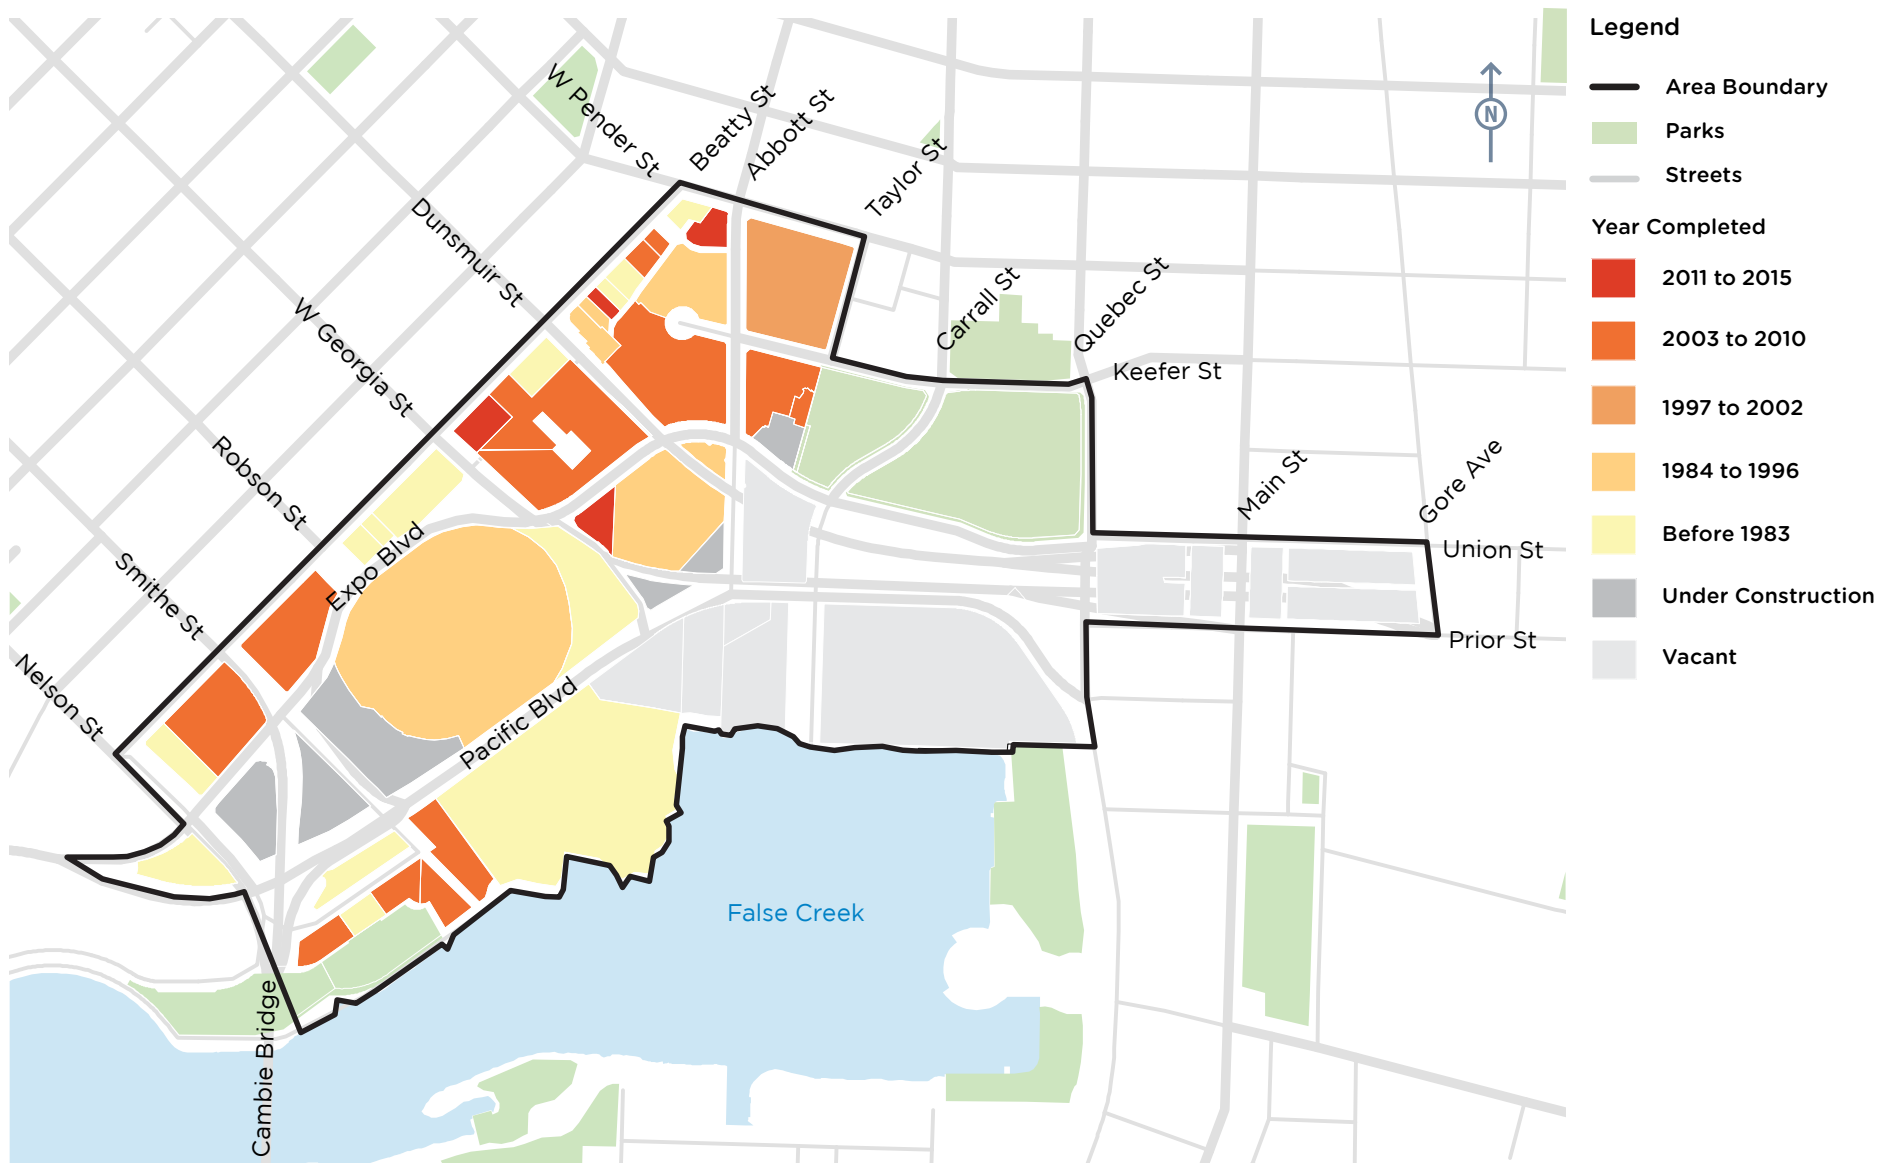 W Pender St
Beatty St
Abbott St
Taylor St
Dunsmuir St
W Georgia St
Carrall St
Quebec St
Keefer St
Robson St
Main St
Gore Ave
Expo Blvd
Union St
Smithe St
Prior St
Nelson St
Pacific Blvd
False Creek
Cambie Bridge
N
Legend
Area Boundary
Parks
Streets
Year Completed
2011 to 2015
2003 to 2010
1997 to 2002
1984 to 1996
Before 1983
Under Construction
Vacant